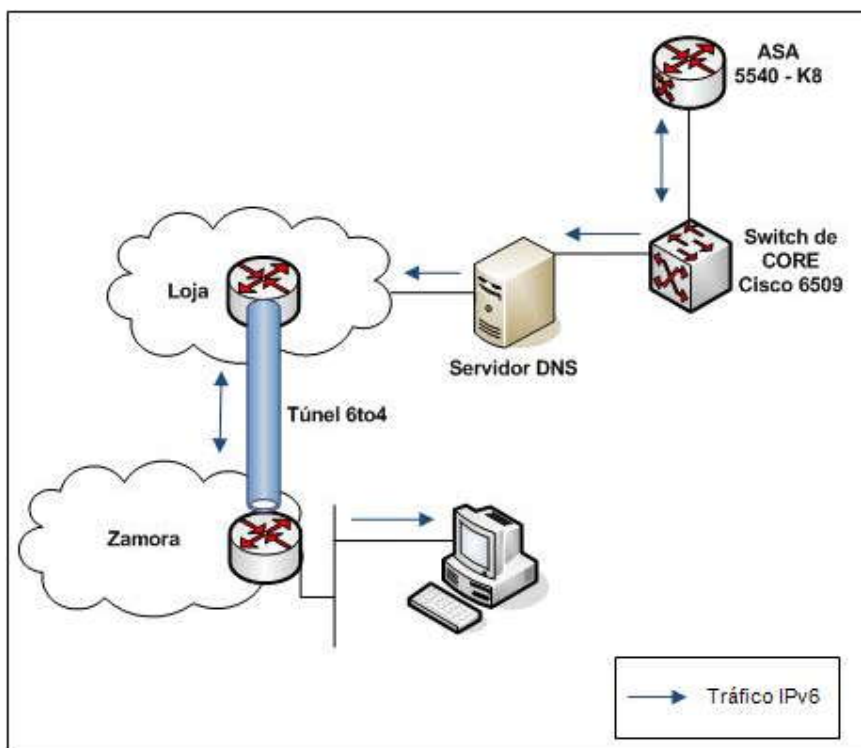 ASA
5540 - K8
Switch de
CORE
Cisco 6509
Loja
Servidor DNS
Túnel 6to4
Zamora
Tráfico IPv6